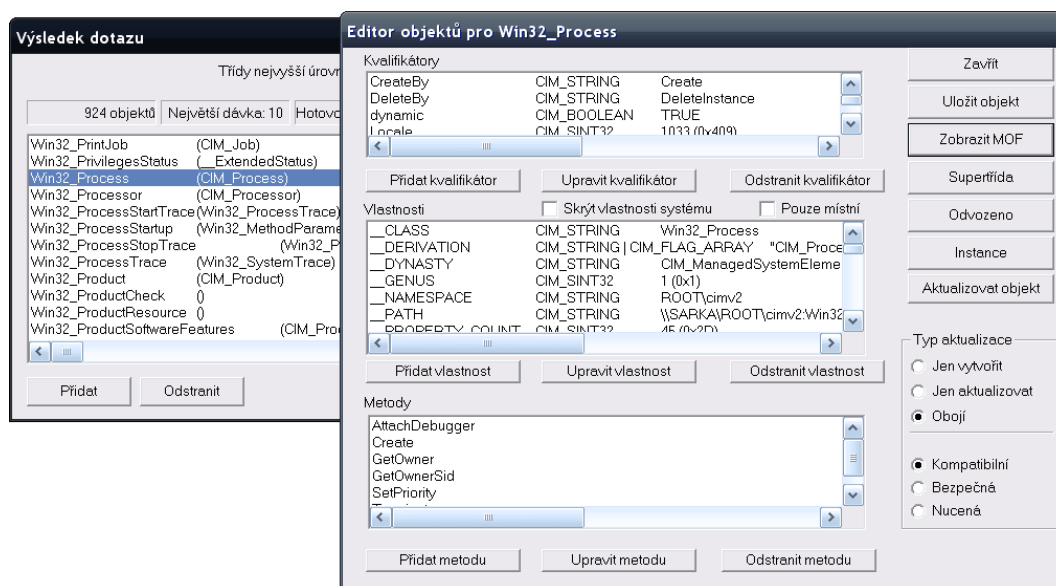 Výsledek dotazu
Třídy nejvyšší úrovr
924 objektů Největší dávka: 10 Hotovo
Win32_PrintJob (CIM_Job)
Win32_PrivilegesStatus (__ExtendedStatus)
Win32_Process (CIM_Process)
Win32_Processor (CIM_Processor)
Win32_ProcessStartTrace(Win32_ProcessTrace)
Win32_ProcessStartup (Win32_MethodParame
Win32_ProcessStopTrace (Win32_P
Win32_ProcessTrace (Win32_SystemTrace)
Win32_Product (CIM_Product)
Win32_ProductCheck ()
Win32_ProductResource ()
Win32_ProductSoftwareFeatures (CIM_Pro
Přidat Odstranit
Editor objektů pro Win32_Process
Kvalifikátory
CreateBy CIM_STRING Create
DeleteBy CIM_STRING DeleteInstance
dynamic CIM_BOOLEAN TRUE
Locale CIM_SINT32 1033 (0x409)
Přidat kvalifikátor Upravit kvalifikátor Odstranit kvalifikátor
Vlastnosti Skrýt vlastnosti systému Pouze místní
__CLASS CIM_STRING Win32_Process
__DERIVATION CIM_STRING | CIM_FLAG_ARRAY "CIM_Proce
__DYNASTY CIM_STRING CIM_ManagedSystemEleme
__GENUS CIM_SINT32 1 (0x1)
__NAMESPACE CIM_STRING ROOT\cimv2
__PATH CIM_STRING \\SARKA\ROOT\cimv2:Win32
__PROPERTY_COUNT CIM_SINT32 45 (0x2D)
Přidat vlastnost Upravit vlastnost Odstranit vlastnost
Metody
AttachDebugger
Create
GetOwner
GetOwnerSid
SetPriority
Přidat metodu Upravit metodu Odstranit metodu
Zavřít
Uložit objekt
Zobrazit MOF
Supertřída
Odvozeno
Instance
Aktualizovat objekt
Typ aktualizace
Jen vytvořit
Jen aktualizovat
Obojí
Kompatibilní
Bezpečná
Nucená